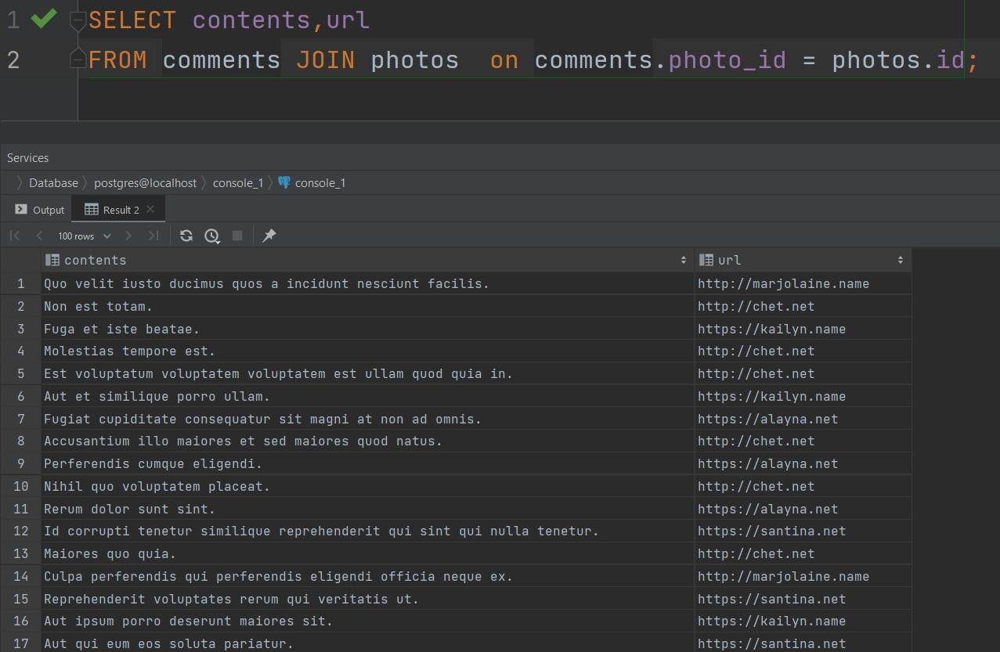 1 SELECT contents,url
2 FROM comments JOIN photos  on comments.photo_id = photos.id;
Services
Database postgres@localhost console_1 console_1
Output Result 2
100 rows
contents url
1 Quo velit iusto ducimus quos a incidunt nesciunt facilis. http://marjolaine.name
2 Non est totam. http://chet.net
3 Fuga et iste beatae. https://kailyn.name
4 Molestias tempore est. http://chet.net
5 Est voluptatum voluptatem voluptatem est ullam quod quia in. http://chet.net
6 Aut et similique porro ullam. https://kailyn.name
7 Fugiat cupiditate consequatur sit magni at non ad omnis. https://alayna.net
8 Accusantium illo maiores et sed maiores quod natus. http://chet.net
9 Perferendis cumque eligendi. https://alayna.net
10 Nihil quo voluptatem placeat. http://chet.net
11 Rerum dolor sunt sint. https://alayna.net
12 Id corrupti tenetur similique reprehenderit qui sint qui nulla tenetur. https://santina.net
13 Maiores quo quia. http://chet.net
14 Culpa perferendis qui perferendis eligendi officia neque ex. http://marjolaine.name
15 Reprehenderit voluptates rerum qui veritatis ut. https://santina.net
16 Aut ipsum porro deserunt maiores sit. https://kailyn.name
17 Aut qui eum eos soluta pariatur. https://santina.net